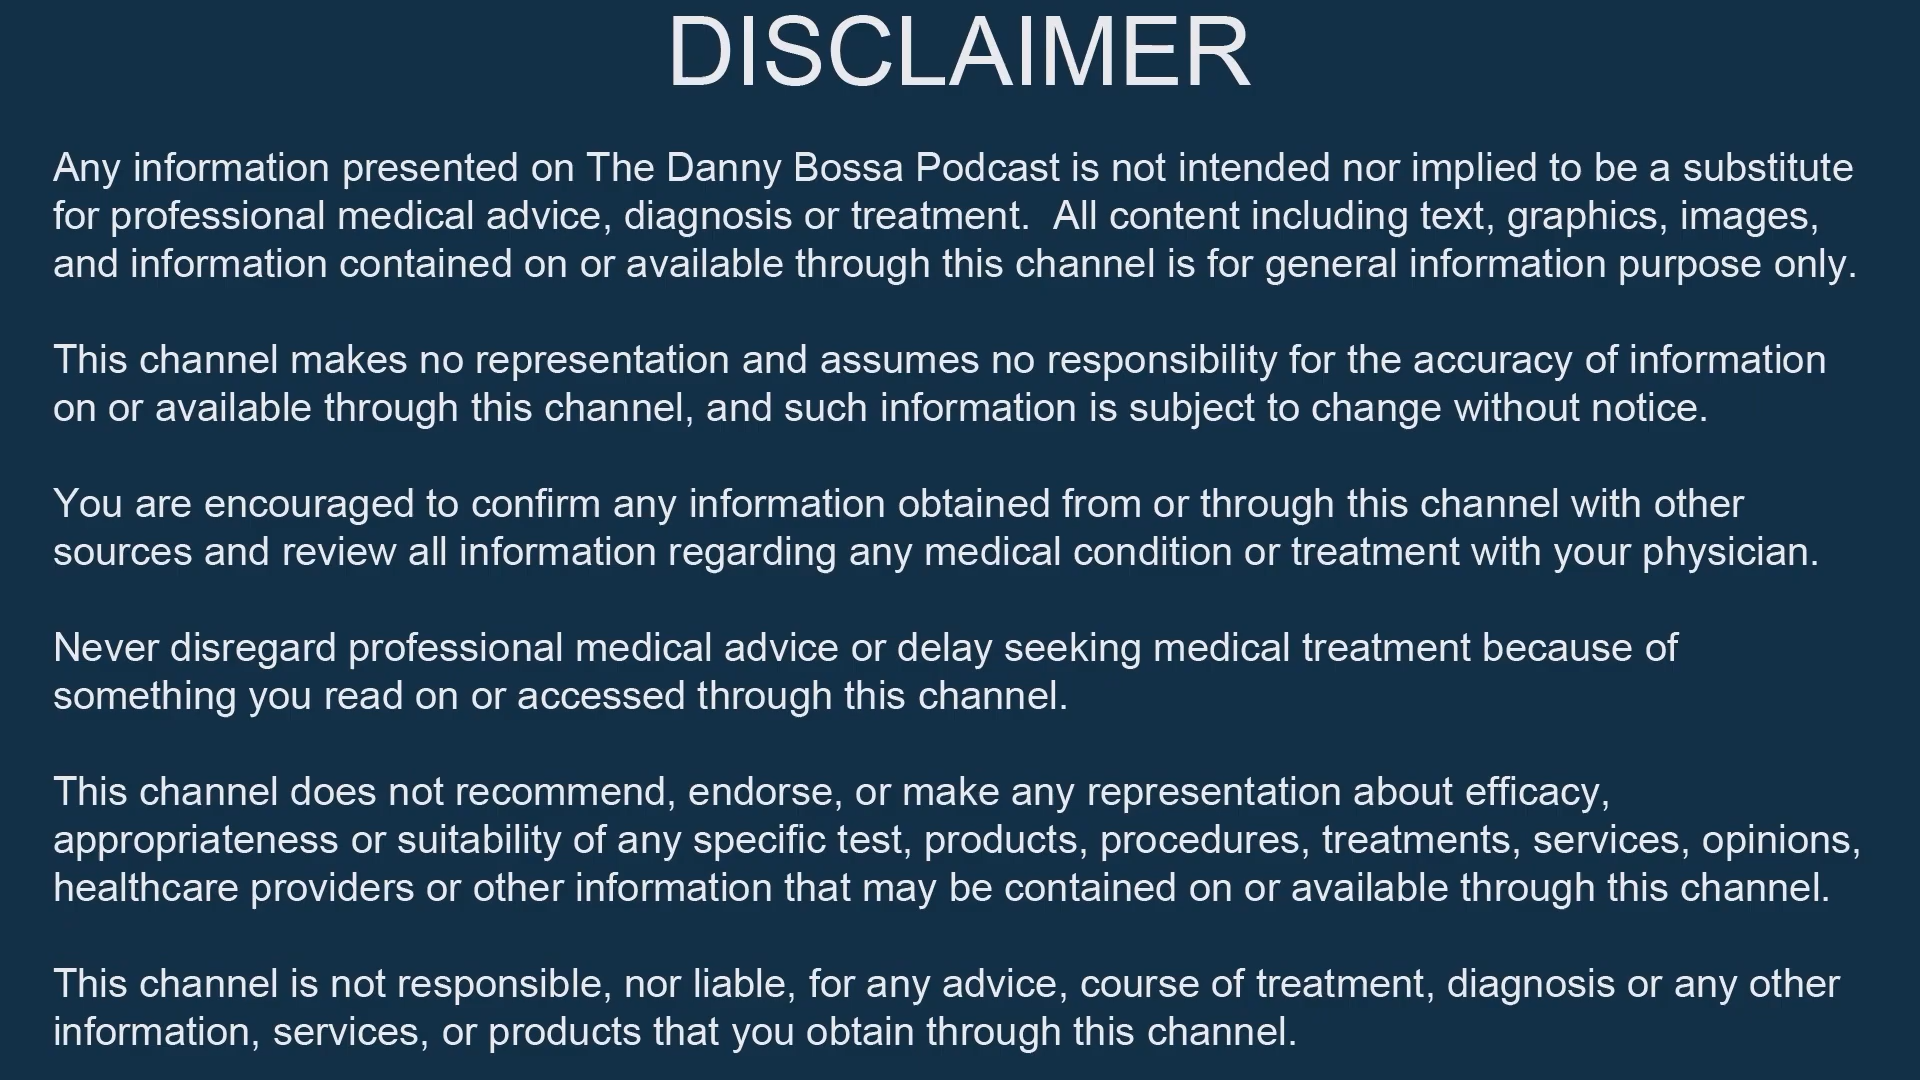 DISCLAIMER
Any information presented on The Danny Bossa Podcast is not intended nor implied to be a substitute
for professional medical advice, diagnosis or treatment.  All content including text, graphics, images,
and information contained on or available through this channel is for general information purpose only.
This channel makes no representation and assumes no responsibility for the accuracy of information
on or available through this channel, and such information is subject to change without notice.
You are encouraged to confirm any information obtained from or through this channel with other
sources and review all information regarding any medical condition or treatment with your physician.
Never disregard professional medical advice or delay seeking medical treatment because of
something you read on or accessed through this channel.
This channel does not recommend, endorse, or make any representation about efficacy,
appropriateness or suitability of any specific test, products, procedures, treatments, services, opinions,
healthcare providers or other information that may be contained on or available through this channel.
This channel is not responsible, nor liable, for any advice, course of treatment, diagnosis or any other
information, services, or products that you obtain through this channel.